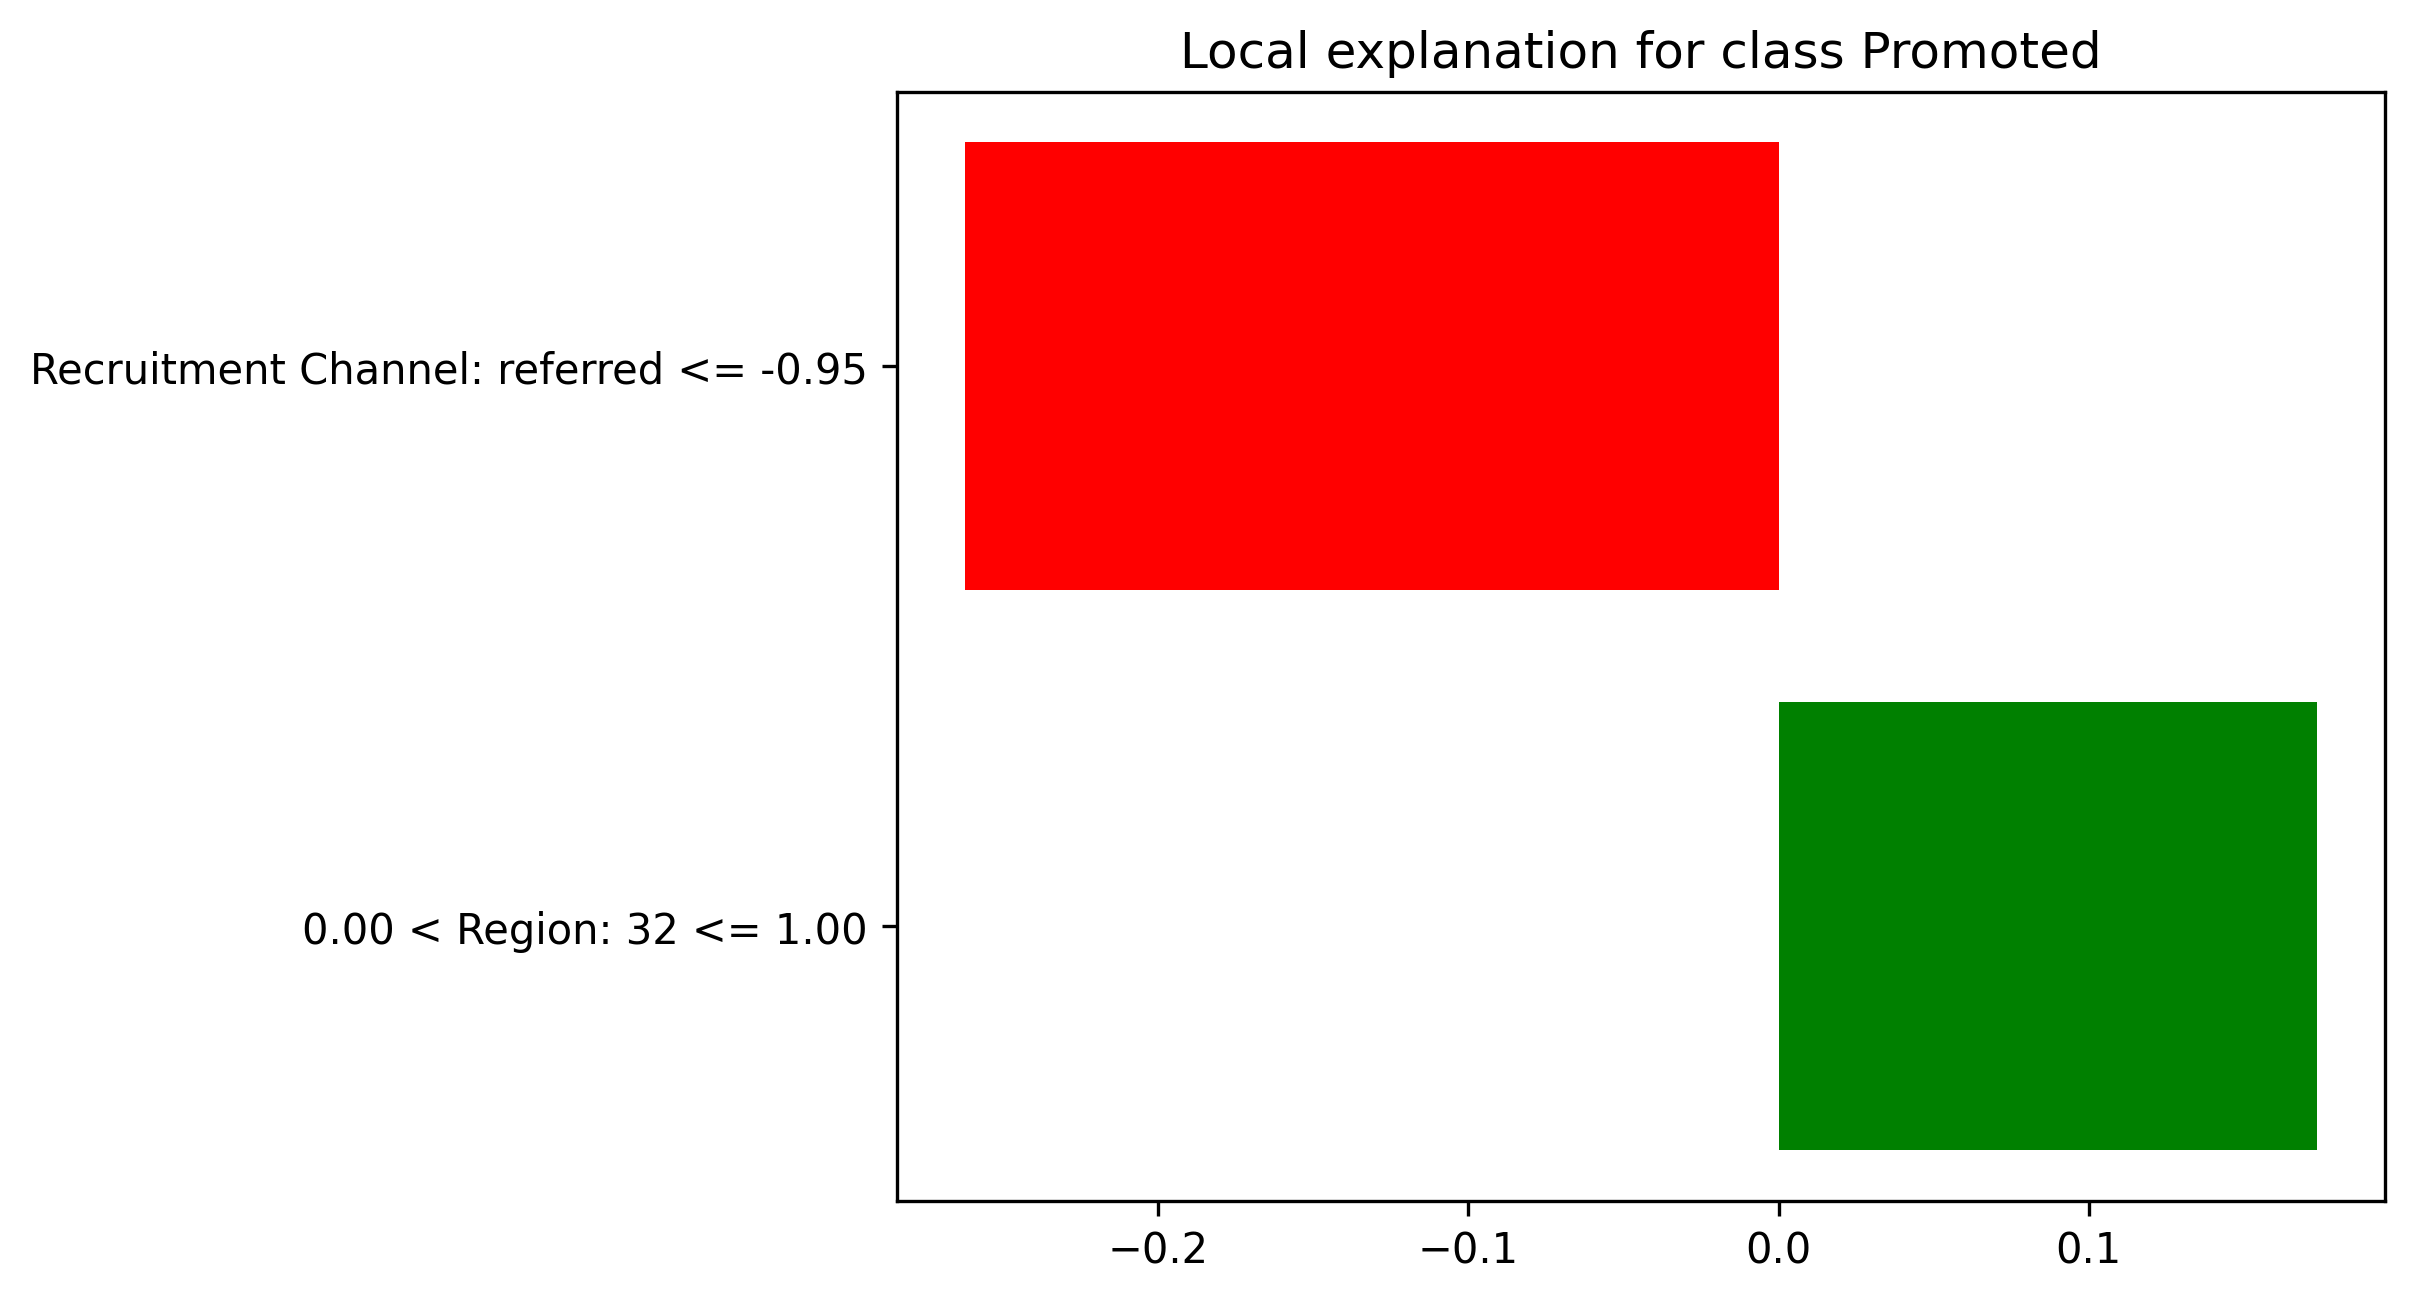 Local explanation for class Promoted
Recruitment Channel: referred <= -0.95
0.00 < Region: 32 <= 1.00
−0.2 −0.1 0.0 0.1